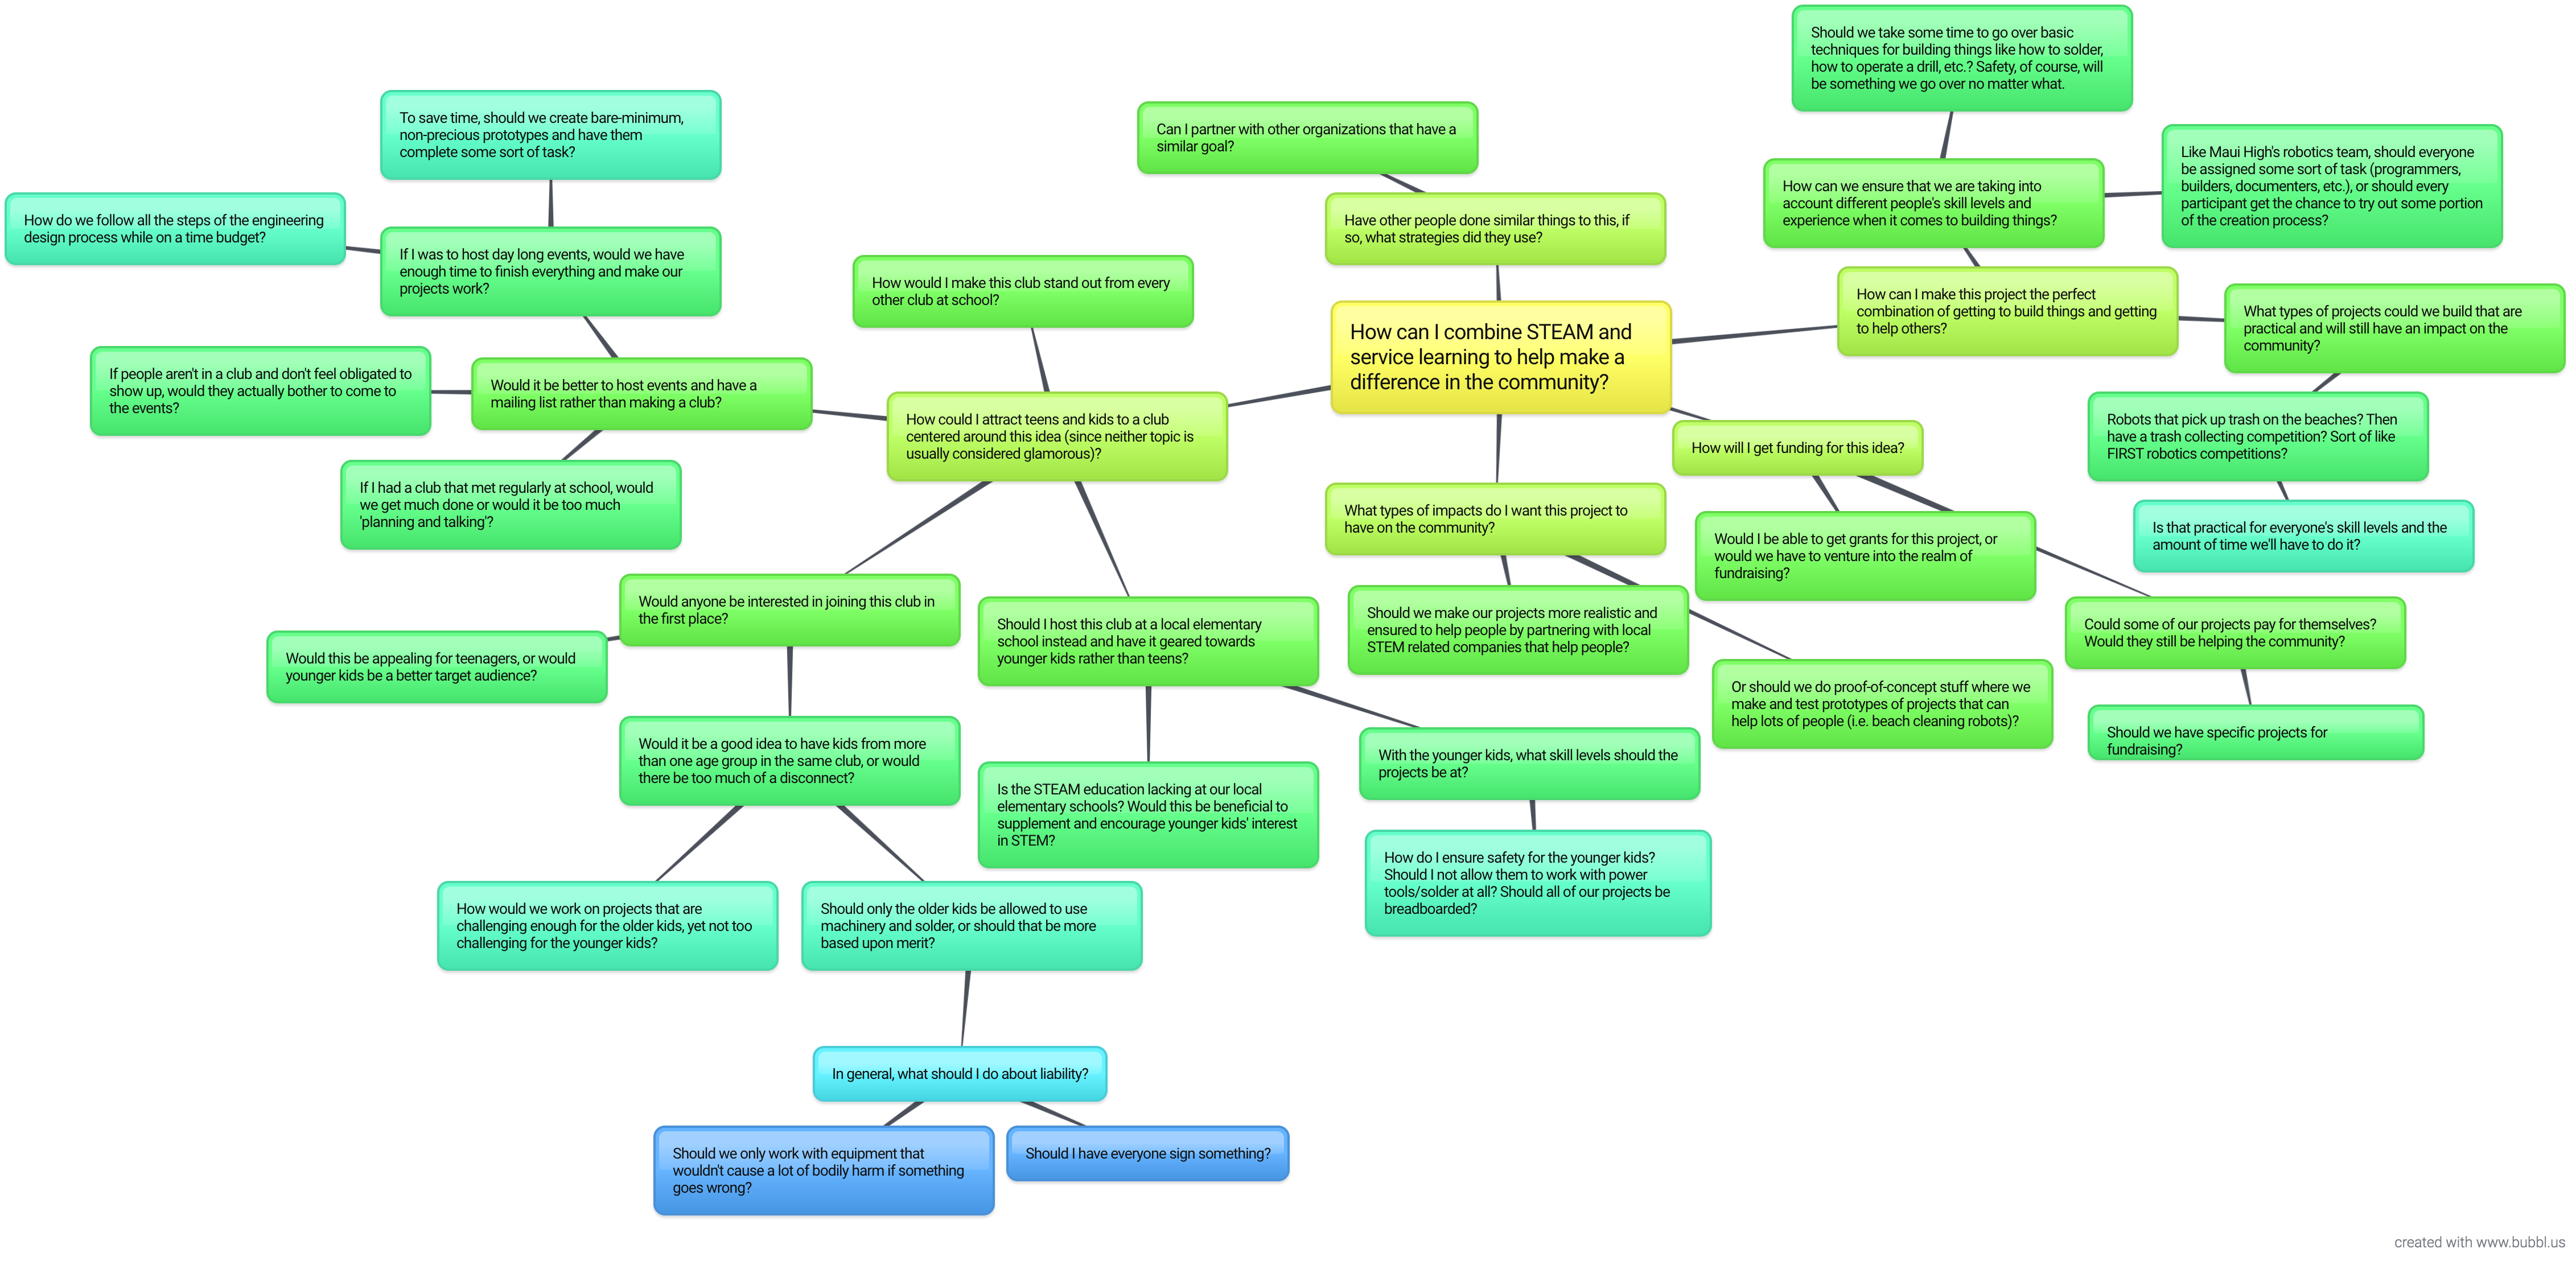 Should we take some time to go over basic
techniques for building things like how to solder,
how to operate a drill, etc.? Safety, of course, will
be something we go over no matter what.
To save time, should we create bare-minimum,
non-precious prototypes and have them
complete some sort of task?
Can I partner with other organizations that have a
similar goal?
Like Maui High's robotics team, should everyone
be assigned some sort of task (programmers,
builders, documenters, etc.), or should every
participant get the chance to try out some portion
of the creation process?
How can we ensure that we are taking into
account different people's skill levels and
experience when it comes to building things?
How do we follow all the steps of the engineering
design process while on a time budget?
Have other people done similar things to this, if
so, what strategies did they use?
If I was to host day long events, would we have
enough time to finish everything and make our
projects work?
How would I make this club stand out from every
other club at school?
How can I make this project the perfect
combination of getting to build things and getting
to help others?
What types of projects could we build that are
practical and will still have an impact on the
community?
How can I combine STEAM and
service learning to help make a
difference in the community?
If people aren't in a club and don't feel obligated to
show up, would they actually bother to come to
the events?
Would it be better to host events and have a
mailing list rather than making a club?
How could I attract teens and kids to a club
centered around this idea (since neither topic is
usually considered glamorous)?
Robots that pick up trash on the beaches? Then
have a trash collecting competition? Sort of like
FIRST robotics competitions?
How will I get funding for this idea?
If I had a club that met regularly at school, would
we get much done or would it be too much
'planning and talking'?
What types of impacts do I want this project to
have on the community?
Would I be able to get grants for this project, or
would we have to venture into the realm of
fundraising?
Is that practical for everyone's skill levels and the
amount of time we'll have to do it?
Would anyone be interested in joining this club in
the first place?
Should I host this club at a local elementary
school instead and have it geared towards
younger kids rather than teens?
Should we make our projects more realistic and
ensured to help people by partnering with local
STEM related companies that help people?
Could some of our projects pay for themselves?
Would they still be helping the community?
Would this be appealing for teenagers, or would
younger kids be a better target audience?
Or should we do proof-of-concept stuff where we
make and test prototypes of projects that can
help lots of people (i.e. beach cleaning robots)?
Should we have specific projects for
fundraising?
Would it be a good idea to have kids from more
than one age group in the same club, or would
there be too much of a disconnect?
With the younger kids, what skill levels should the
projects be at?
Is the STEAM education lacking at our local
elementary schools? Would this be beneficial to
supplement and encourage younger kids' interest
in STEM?
How do I ensure safety for the younger kids?
Should I not allow them to work with power
tools/solder at all? Should all of our projects be
breadboarded?
How would we work on projects that are
challenging enough for the older kids, yet not too
challenging for the younger kids?
Should only the older kids be allowed to use
machinery and solder, or should that be more
based upon merit?
In general, what should I do about liability?
Should we only work with equipment that
wouldn't cause a lot of bodily harm if something
goes wrong?
Should I have everyone sign something?
created with www.bubbl.us